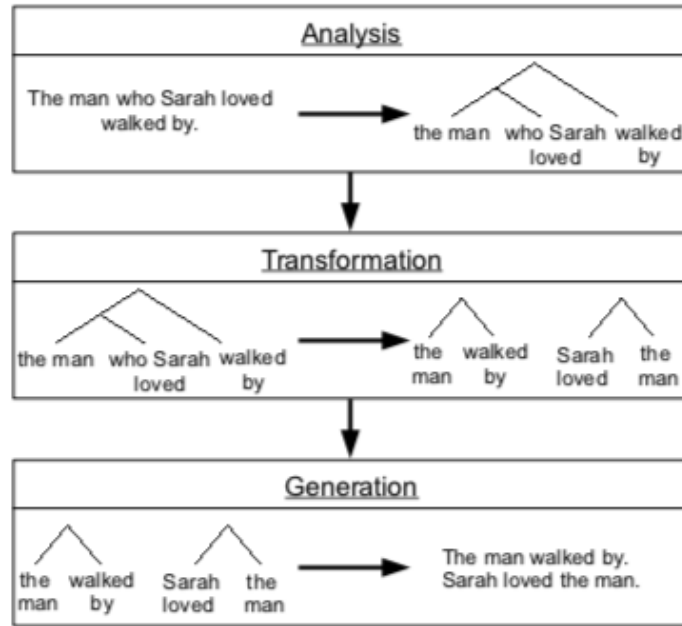 Analysis
The man who Sarah loved
walked by.
the man who Sarah walked
loved by
Transformation
the man who Sarah walked
loved by
the walked Sarah the
man by loved man
Generation
the walked Sarah the
man by loved man
The man walked by.
Sarah loved the man.